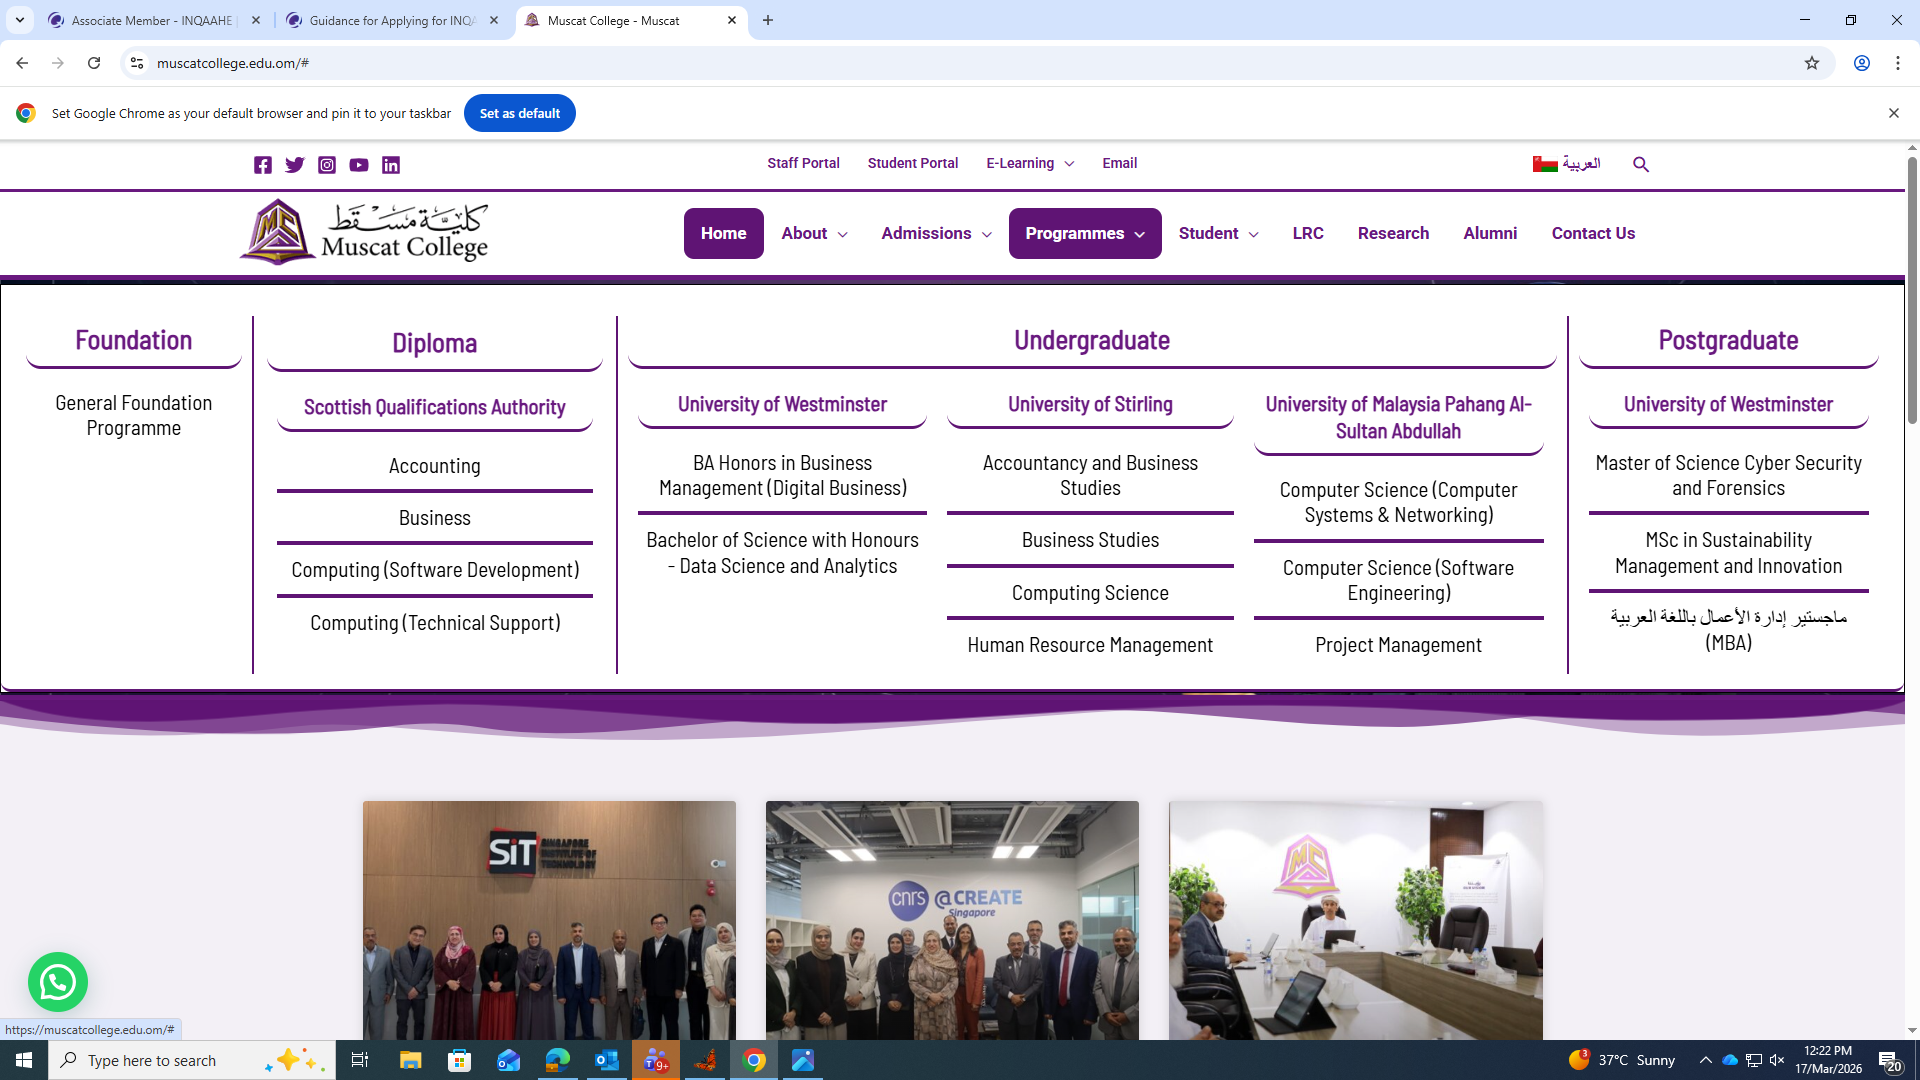 Associate Member - INQAAHE
Guidance for Applying for INQA
Muscat College - Muscat
muscatcollege.edu.om/#
Set Google Chrome as your default browser and pin it to your taskbar
Set as default
Staff Portal
Student Portal
E-Learning
Email
العربية
كلية مسقط
Muscat College
Home
About
Admissions
Programmes
Student
LRC
Research
Alumni
Contact Us
Foundation
General Foundation
Programme
Diploma
Scottish Qualifications Authority
Accounting
Business
Computing (Software Development)
Computing (Technical Support)
Undergraduate
University of Westminster
BA Honors in Business
Management (Digital Business)
Bachelor of Science with Honours
- Data Science and Analytics
University of Stirling
Accountancy and Business
Studies
Business Studies
Computing Science
Human Resource Management
University of Malaysia Pahang Al-
Sultan Abdullah
Computer Science (Computer
Systems & Networking)
Computer Science (Software
Engineering)
Project Management
Postgraduate
University of Westminster
Master of Science Cyber Security
and Forensics
MSc in Sustainability
Management and Innovation
ماجستير إدارة الأعمال باللغة العربية
(MBA)
SiT
SINGAPORE
INSTITUTE OF
TECHNOLOGY
cnrs @CREATE
Singapore
MC
https://muscatcollege.edu.om/#
Type here to search
9+
3
37°C Sunny
12:22 PM
17/Mar/2026
20